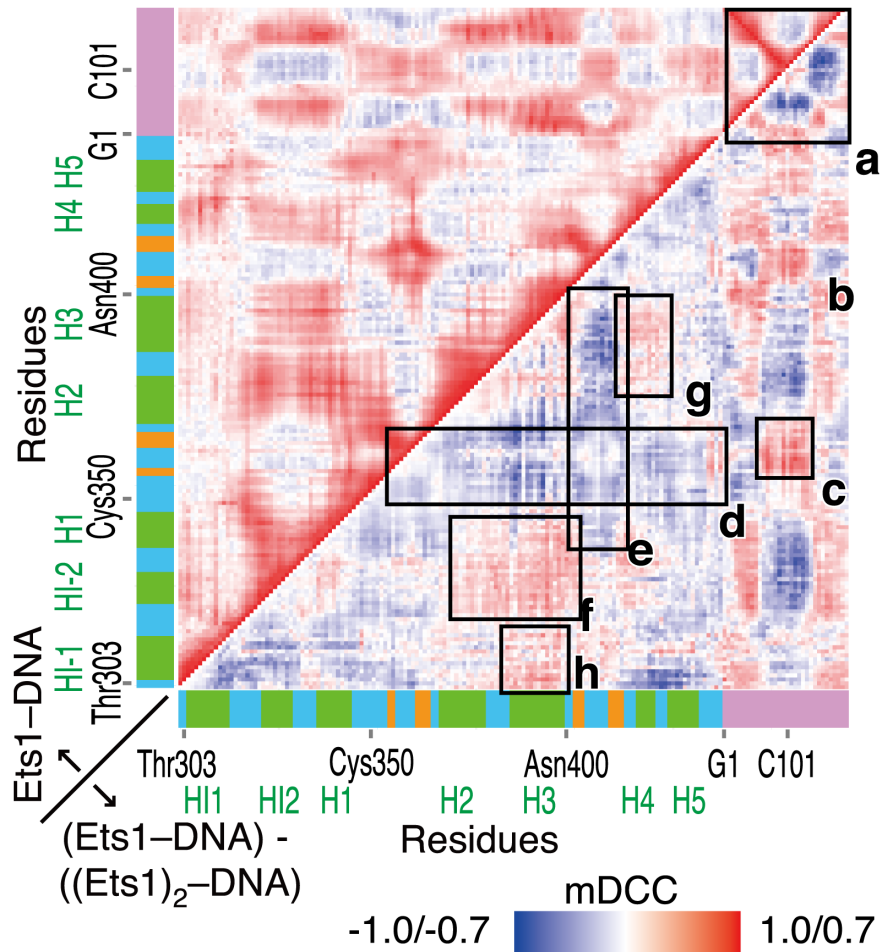 a
b
c
d
e
f
g
h
Residues
Thr303
Cys350
Asn400
G1
C101
HI-1
HI-2
H1
H2
H3
H4
H5
Ets1–DNA
Thr303
Cys350
Asn400
G1
C101
HI1
HI2
H1
H2
H3
H4
H5
(Ets1–DNA) -
((Ets1)₂–DNA)
Residues
mDCC
-1.0/-0.7
1.0/0.7